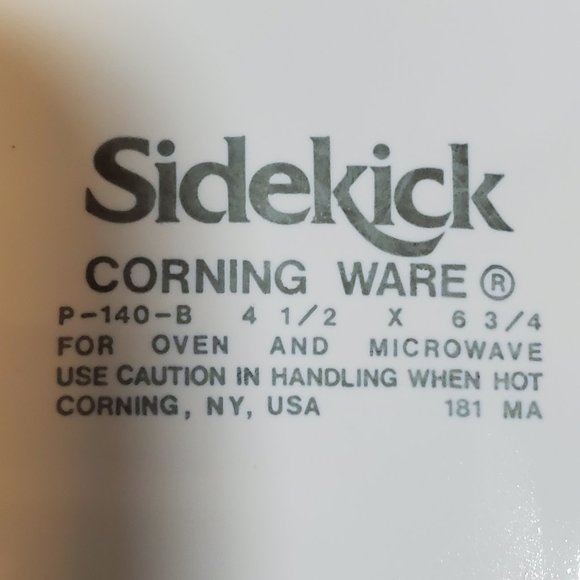 Sidekick
CORNING WARE ®
P-140-B 4 1/2 X 6 3/4
FOR OVEN AND MICROWAVE
USE CAUTION IN HANDLING WHEN HOT
CORNING, NY, USA 181 MA